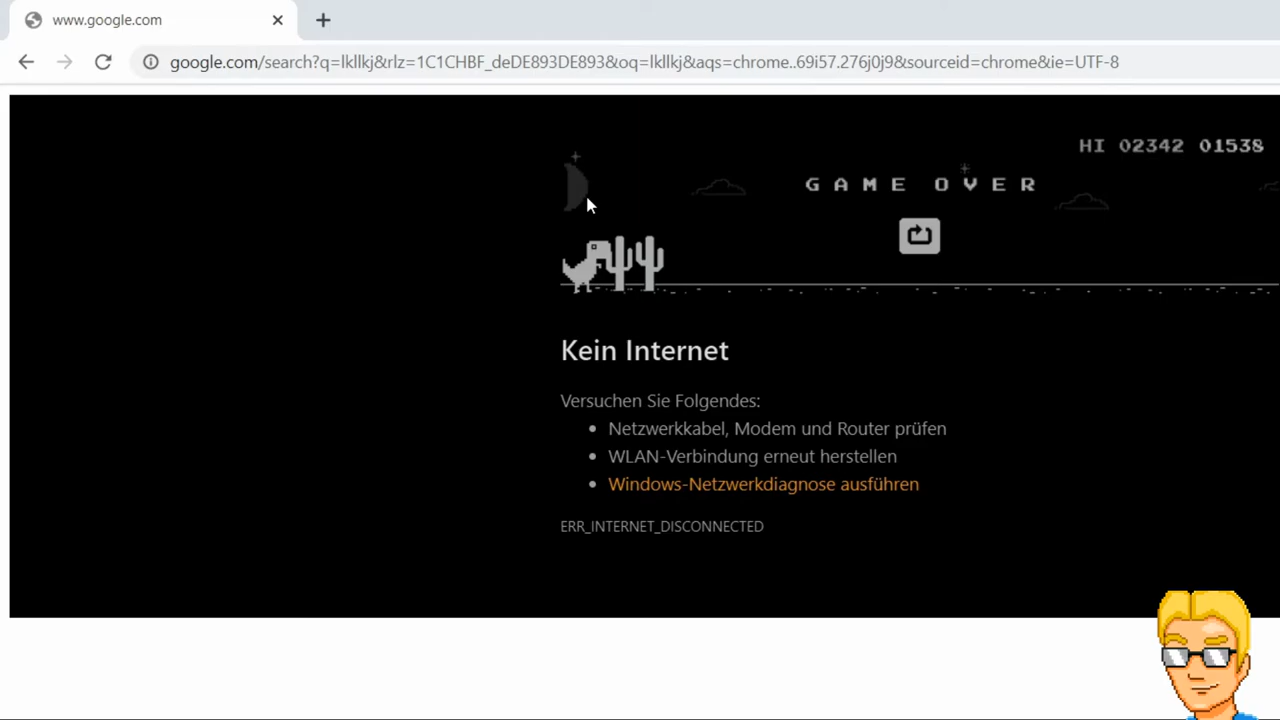 www.google.com
google.com/search?q=lkllkj&rlz=1C1CHBF_deDE893DE893&oq=lkllkj&aqs=chrome..69i57.276j0j9&sourceid=chrome&ie=UTF-8
HI 02342 01538
GAME OVER
Kein Internet
Versuchen Sie Folgendes:
• Netzwerkkabel, Modem und Router prüfen
• WLAN-Verbindung erneut herstellen
• Windows-Netzwerkdiagnose ausführen
ERR_INTERNET_DISCONNECTED